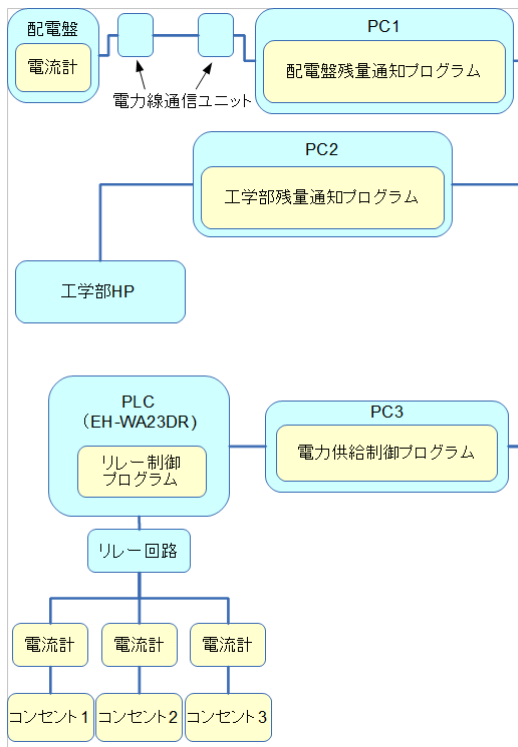 配電盤
電流計
電力線通信ユニット
PC1
配電盤残量通知プログラム
PC2
工学部残量通知プログラム
工学部HP
PLC
（EH-WA23DR）
リレー制御
プログラム
PC3
電力供給制御プログラム
リレー回路
電流計
電流計
電流計
コンセント1
コンセント2
コンセント3